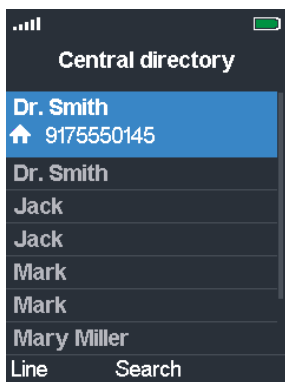 Central directory
Dr. Smith
9175550145
Dr. Smith
Jack
Jack
Mark
Mark
Mary Miller
Line Search